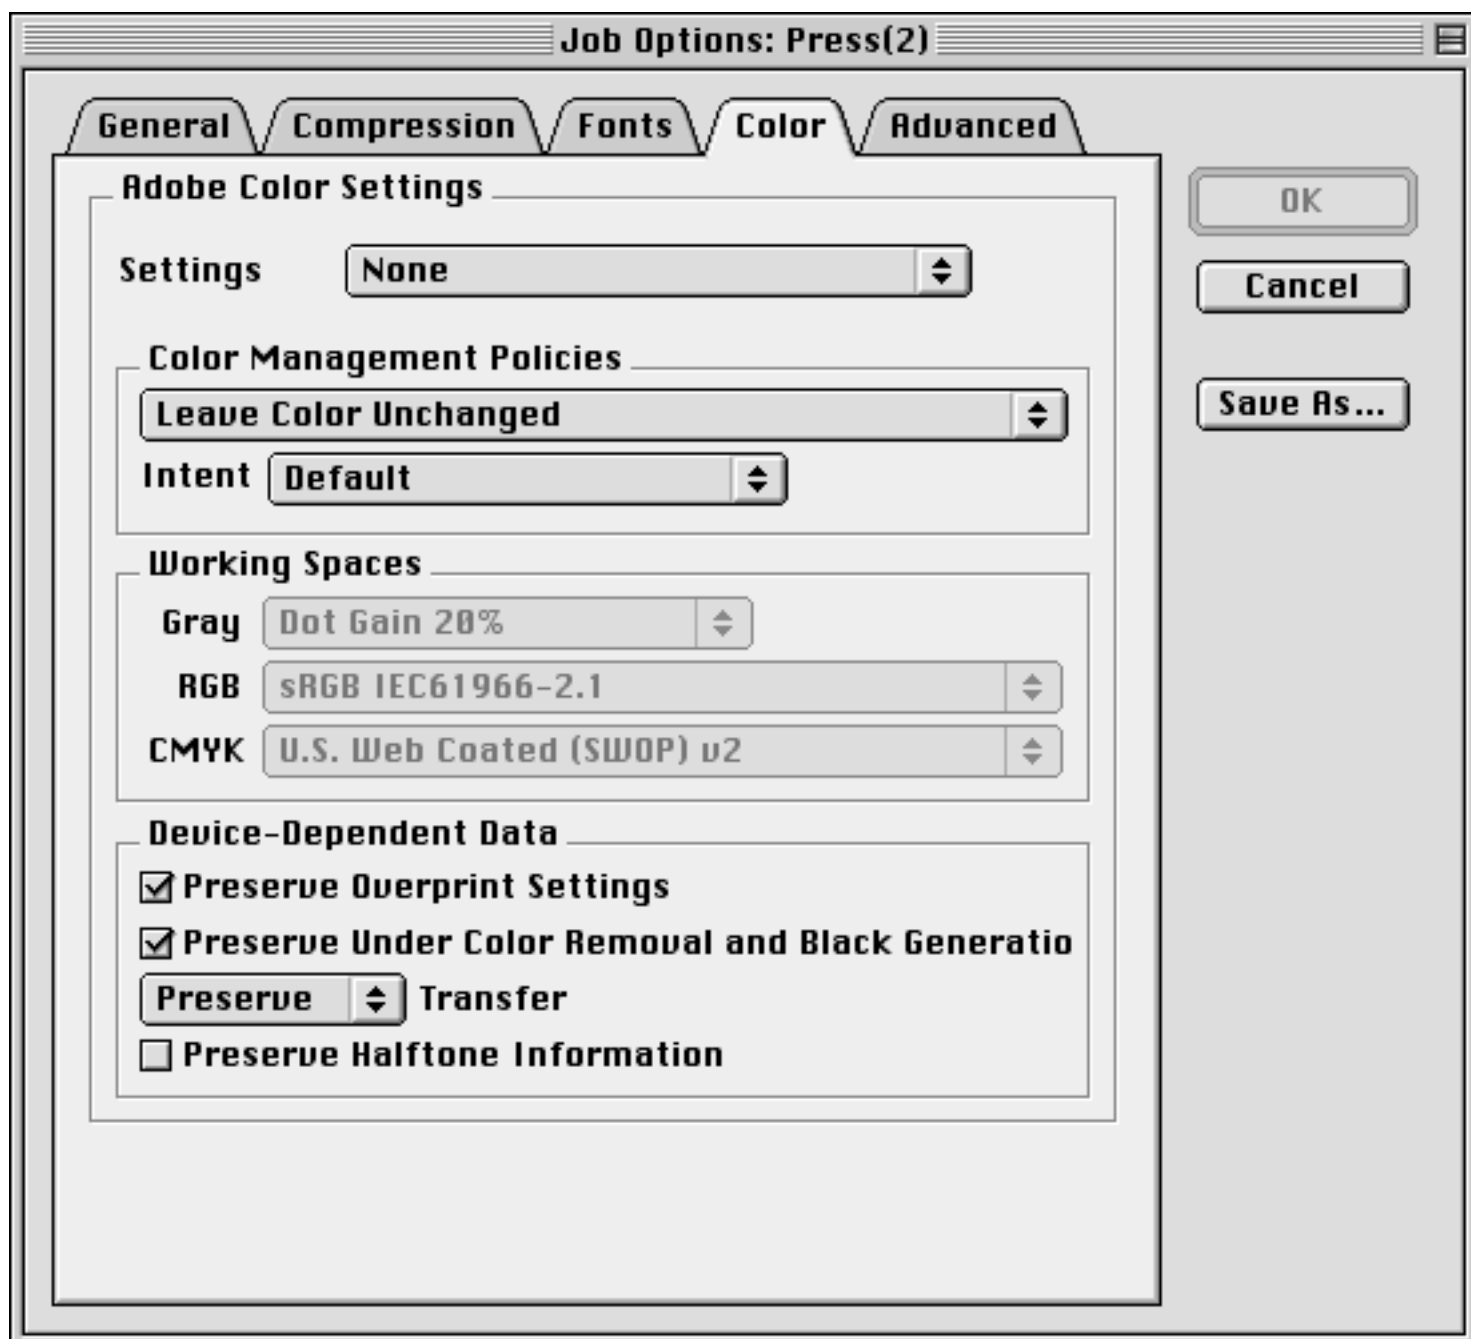 Job Options: Press(2)
General Compression Fonts Color Advanced
Adobe Color Settings
OK
Settings None
Cancel
Color Management Policies
Leave Color Unchanged
Save As...
Intent Default
Working Spaces
Gray Dot Gain 20%
RGB sRGB IEC61966-2.1
CMYK U.S. Web Coated (SWOP) v2
Device-Dependent Data
Preserve Overprint Settings
Preserve Under Color Removal and Black Generatio
Preserve Transfer
Preserve Halftone Information